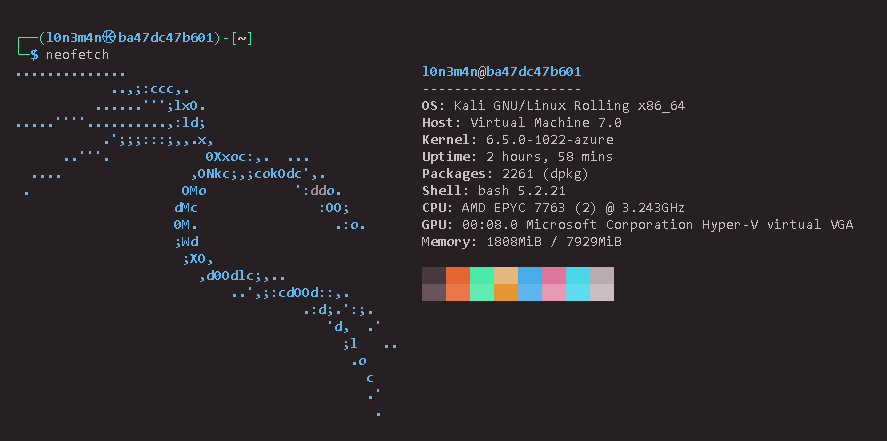 ┌──(l0n3m4n㉿ba47dc47b601)-[~]
└─$ neofetch
..............
            ..,;:ccc,.
          ......''';lxO.
.....''''..........,:ld;
           .';;;:::;,,.x,
      ..'''.            0Xxoc:,.  ...
  ....                ,ONkc;,;cokOdc',.
 .                   OMo           ':ddo.
                    dMc               :OO;
                    0M.                 .:o.
                    ;Wd
                     ;XO,
                       ,d0Odlc;,..
                           ..',;:cdOOd::,.
                                    .:d;.':;.
                                       'd,  .'
                                         ;l   ..
                                          .o
                                            c
                                            .'
                                             .
l0n3m4n@ba47dc47b601
--------------------
OS: Kali GNU/Linux Rolling x86_64
Host: Virtual Machine 7.0
Kernel: 6.5.0-1022-azure
Uptime: 2 hours, 58 mins
Packages: 2261 (dpkg)
Shell: bash 5.2.21
CPU: AMD EPYC 7763 (2) @ 3.243GHz
GPU: 00:08.0 Microsoft Corporation Hyper-V virtual VGA
Memory: 1808MiB / 7929MiB